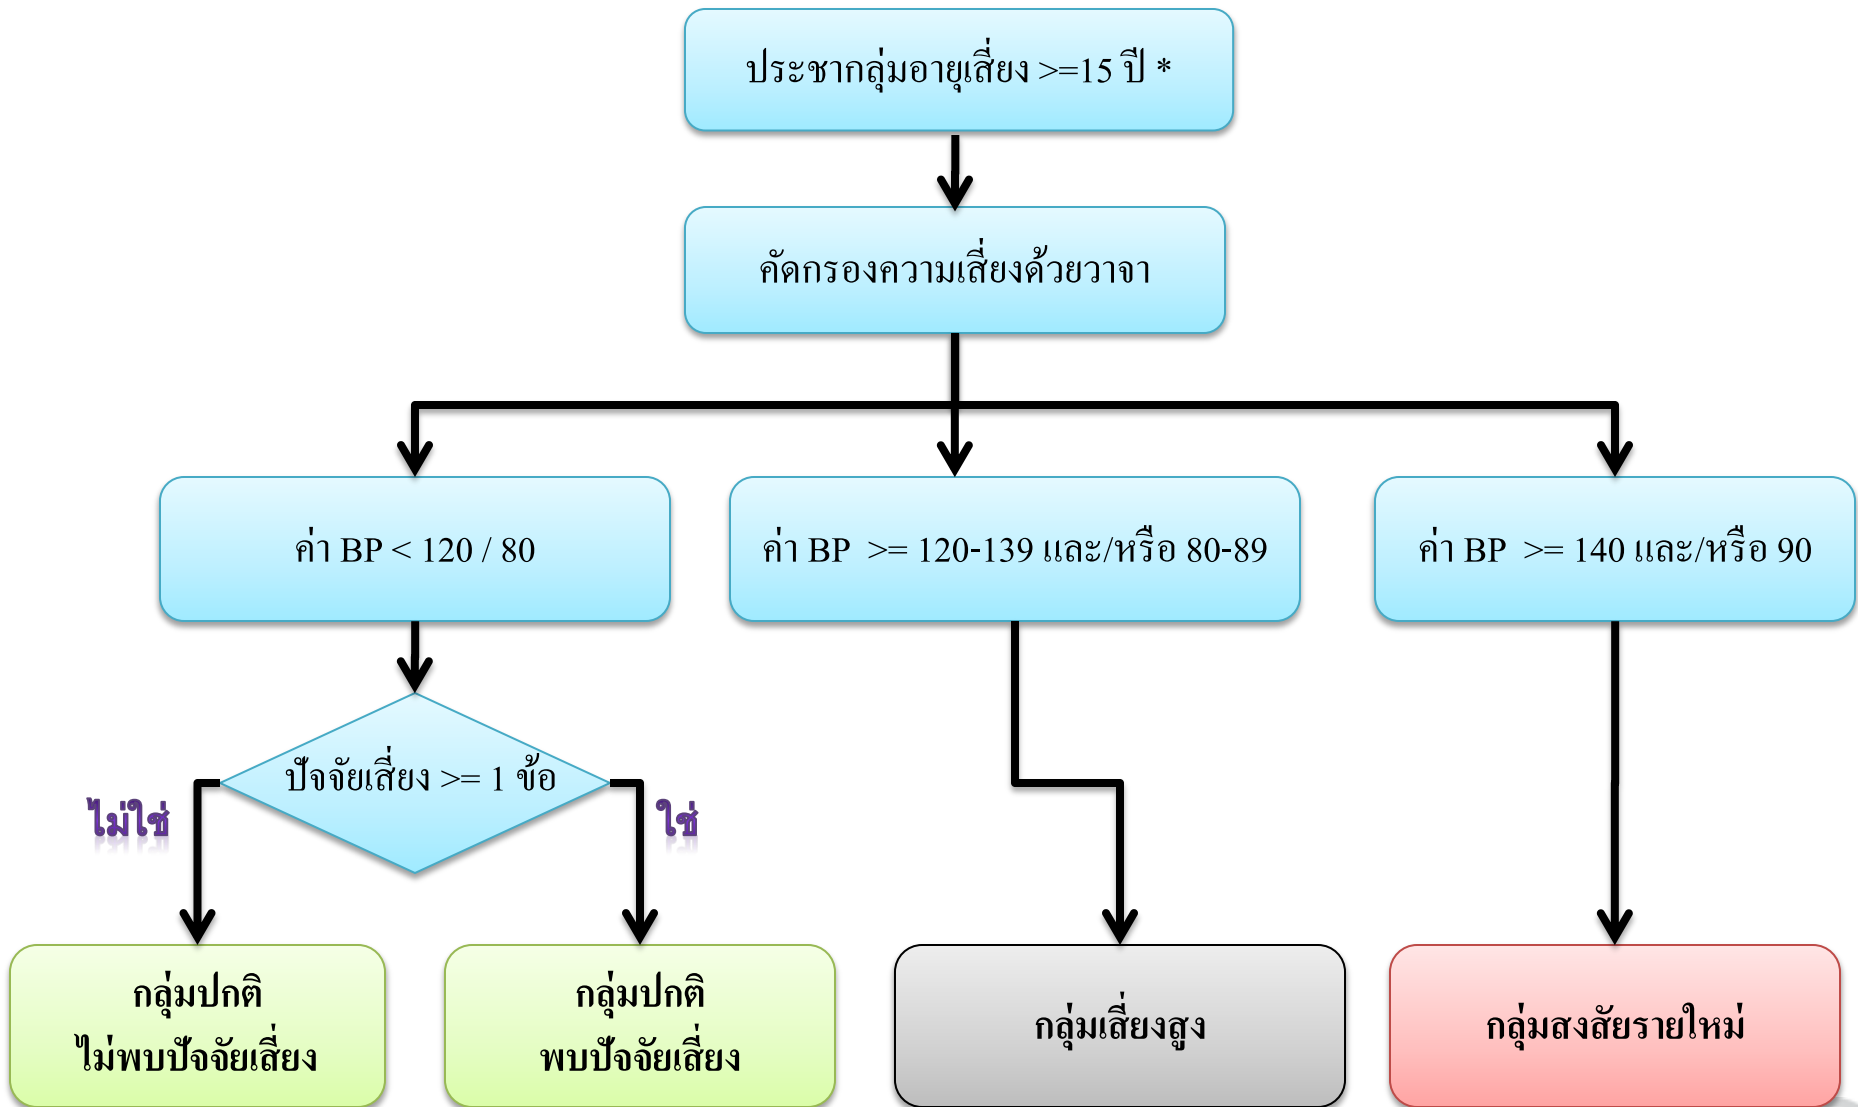 ประชากลุ่มอายุเสี่ยง >=15 ปี *
คัดกรองความเสี่ยงด้วยวาจา
ค่า BP < 120 / 80
ค่า BP >= 120-139 และ/หรือ 80-89
ค่า BP >= 140 และ/หรือ 90
ปัจจัยเสี่ยง >= 1 ข้อ
ไม่ใช่
ใช่
กลุ่มปกติ
ไม่พบปัจจัยเสี่ยง
กลุ่มปกติ
พบปัจจัยเสี่ยง
กลุ่มเสี่ยงสูง
กลุ่มสงสัยรายใหม่